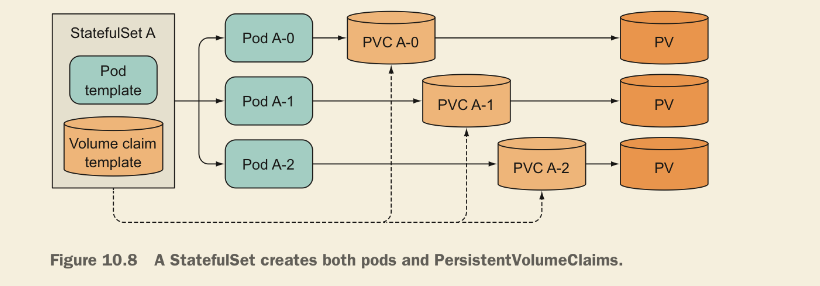 StatefulSet A
Pod
template
Volume claim
template
Pod A-0
PVC A-0
PV
Pod A-1
PVC A-1
PV
Pod A-2
PVC A-2
PV
Figure 10.8 A StatefulSet creates both pods and PersistentVolumeClaims.